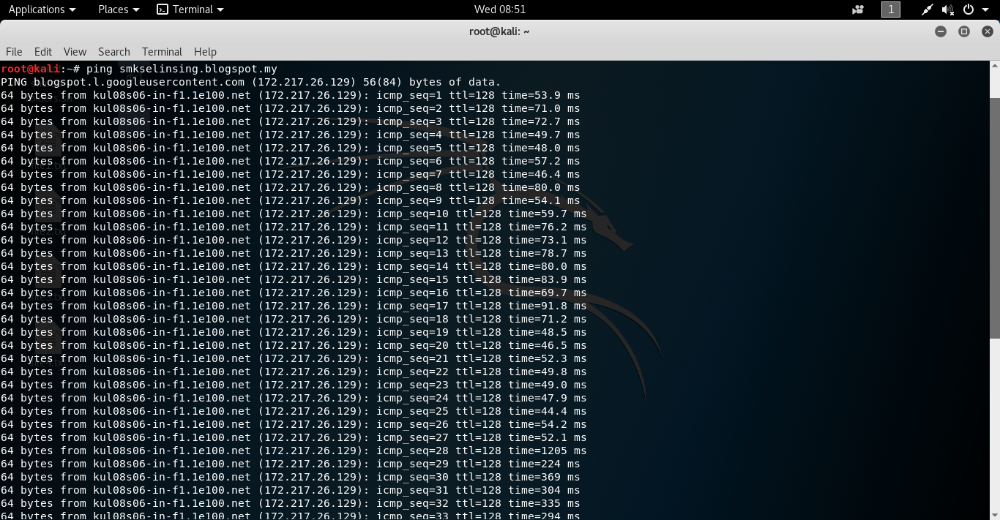 Applications Places Terminal Wed 08:51 1
root@kali: ~
File Edit View Search Terminal Help
root@kali:~# ping smkselinsing.blogspot.my
PING blogspot.l.googleusercontent.com (172.217.26.129) 56(84) bytes of data.
64 bytes from kul08s06-in-f1.1e100.net (172.217.26.129): icmp_seq=1 ttl=128 time=53.9 ms
64 bytes from kul08s06-in-f1.1e100.net (172.217.26.129): icmp_seq=2 ttl=128 time=71.0 ms
64 bytes from kul08s06-in-f1.1e100.net (172.217.26.129): icmp_seq=3 ttl=128 time=72.7 ms
64 bytes from kul08s06-in-f1.1e100.net (172.217.26.129): icmp_seq=4 ttl=128 time=49.7 ms
64 bytes from kul08s06-in-f1.1e100.net (172.217.26.129): icmp_seq=5 ttl=128 time=48.0 ms
64 bytes from kul08s06-in-f1.1e100.net (172.217.26.129): icmp_seq=6 ttl=128 time=57.2 ms
64 bytes from kul08s06-in-f1.1e100.net (172.217.26.129): icmp_seq=7 ttl=128 time=46.4 ms
64 bytes from kul08s06-in-f1.1e100.net (172.217.26.129): icmp_seq=8 ttl=128 time=80.0 ms
64 bytes from kul08s06-in-f1.1e100.net (172.217.26.129): icmp_seq=9 ttl=128 time=54.1 ms
64 bytes from kul08s06-in-f1.1e100.net (172.217.26.129): icmp_seq=10 ttl=128 time=59.7 ms
64 bytes from kul08s06-in-f1.1e100.net (172.217.26.129): icmp_seq=11 ttl=128 time=76.2 ms
64 bytes from kul08s06-in-f1.1e100.net (172.217.26.129): icmp_seq=12 ttl=128 time=73.1 ms
64 bytes from kul08s06-in-f1.1e100.net (172.217.26.129): icmp_seq=13 ttl=128 time=78.7 ms
64 bytes from kul08s06-in-f1.1e100.net (172.217.26.129): icmp_seq=14 ttl=128 time=80.0 ms
64 bytes from kul08s06-in-f1.1e100.net (172.217.26.129): icmp_seq=15 ttl=128 time=83.9 ms
64 bytes from kul08s06-in-f1.1e100.net (172.217.26.129): icmp_seq=16 ttl=128 time=69.7 ms
64 bytes from kul08s06-in-f1.1e100.net (172.217.26.129): icmp_seq=17 ttl=128 time=91.8 ms
64 bytes from kul08s06-in-f1.1e100.net (172.217.26.129): icmp_seq=18 ttl=128 time=71.2 ms
64 bytes from kul08s06-in-f1.1e100.net (172.217.26.129): icmp_seq=19 ttl=128 time=48.5 ms
64 bytes from kul08s06-in-f1.1e100.net (172.217.26.129): icmp_seq=20 ttl=128 time=46.5 ms
64 bytes from kul08s06-in-f1.1e100.net (172.217.26.129): icmp_seq=21 ttl=128 time=52.3 ms
64 bytes from kul08s06-in-f1.1e100.net (172.217.26.129): icmp_seq=22 ttl=128 time=49.8 ms
64 bytes from kul08s06-in-f1.1e100.net (172.217.26.129): icmp_seq=23 ttl=128 time=49.0 ms
64 bytes from kul08s06-in-f1.1e100.net (172.217.26.129): icmp_seq=24 ttl=128 time=47.9 ms
64 bytes from kul08s06-in-f1.1e100.net (172.217.26.129): icmp_seq=25 ttl=128 time=44.4 ms
64 bytes from kul08s06-in-f1.1e100.net (172.217.26.129): icmp_seq=26 ttl=128 time=54.2 ms
64 bytes from kul08s06-in-f1.1e100.net (172.217.26.129): icmp_seq=27 ttl=128 time=52.1 ms
64 bytes from kul08s06-in-f1.1e100.net (172.217.26.129): icmp_seq=28 ttl=128 time=1205 ms
64 bytes from kul08s06-in-f1.1e100.net (172.217.26.129): icmp_seq=29 ttl=128 time=224 ms
64 bytes from kul08s06-in-f1.1e100.net (172.217.26.129): icmp_seq=30 ttl=128 time=369 ms
64 bytes from kul08s06-in-f1.1e100.net (172.217.26.129): icmp_seq=31 ttl=128 time=304 ms
64 bytes from kul08s06-in-f1.1e100.net (172.217.26.129): icmp_seq=32 ttl=128 time=335 ms
64 bytes from kul08s06-in-f1.1e100.net (172.217.26.129): icmp_seq=33 ttl=128 time=294 ms